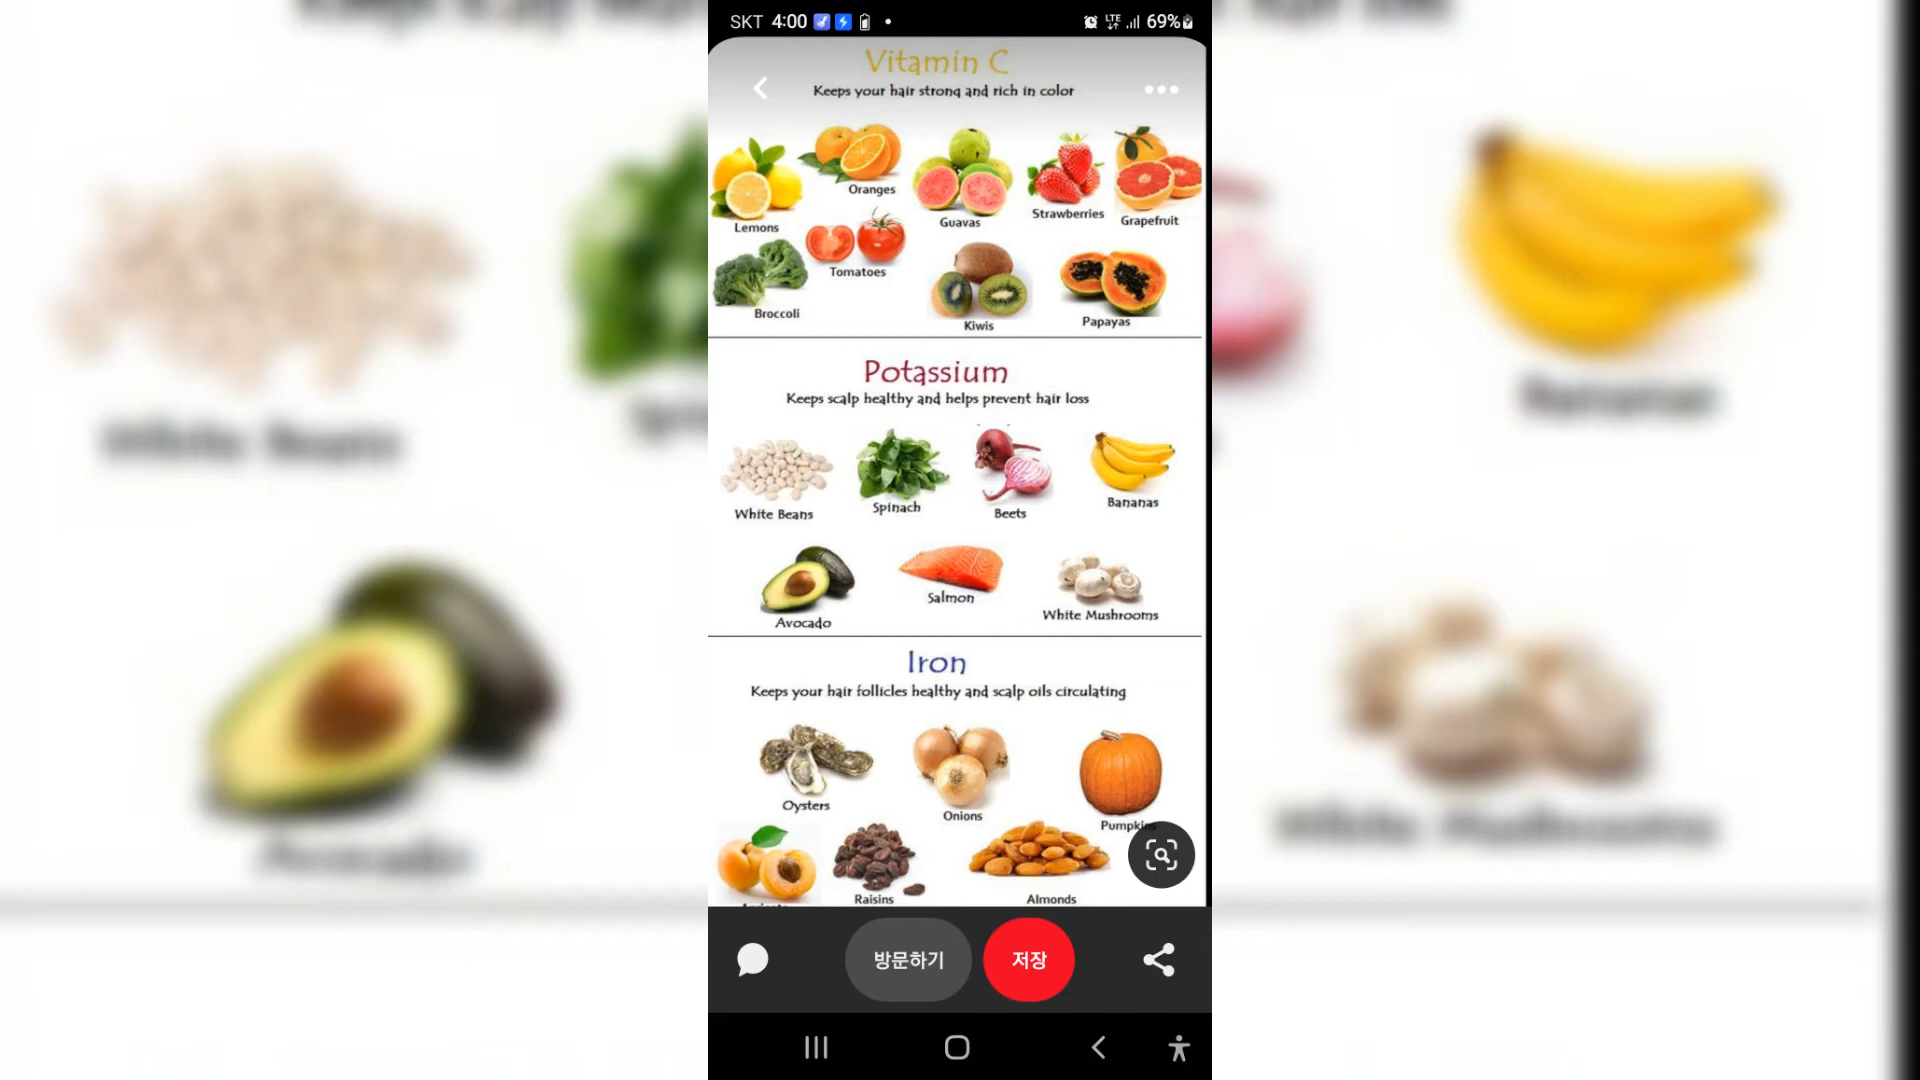 SKT 4:00
LTE 69%
Vitamin C
Keeps your hair strong and rich in color
Lemons
Oranges
Guavas
Strawberries
Grapefruit
Broccoli
Tomatoes
Kiwis
Papayas
Potassium
Keeps scalp healthy and helps prevent hair loss
White Beans
Spinach
Beets
Bananas
Avocado
Salmon
White Mushrooms
Iron
Keeps your hair follicles healthy and scalp oils circulating
Oysters
Onions
Pumpkin
Raisins
Almonds
방문하기
저장